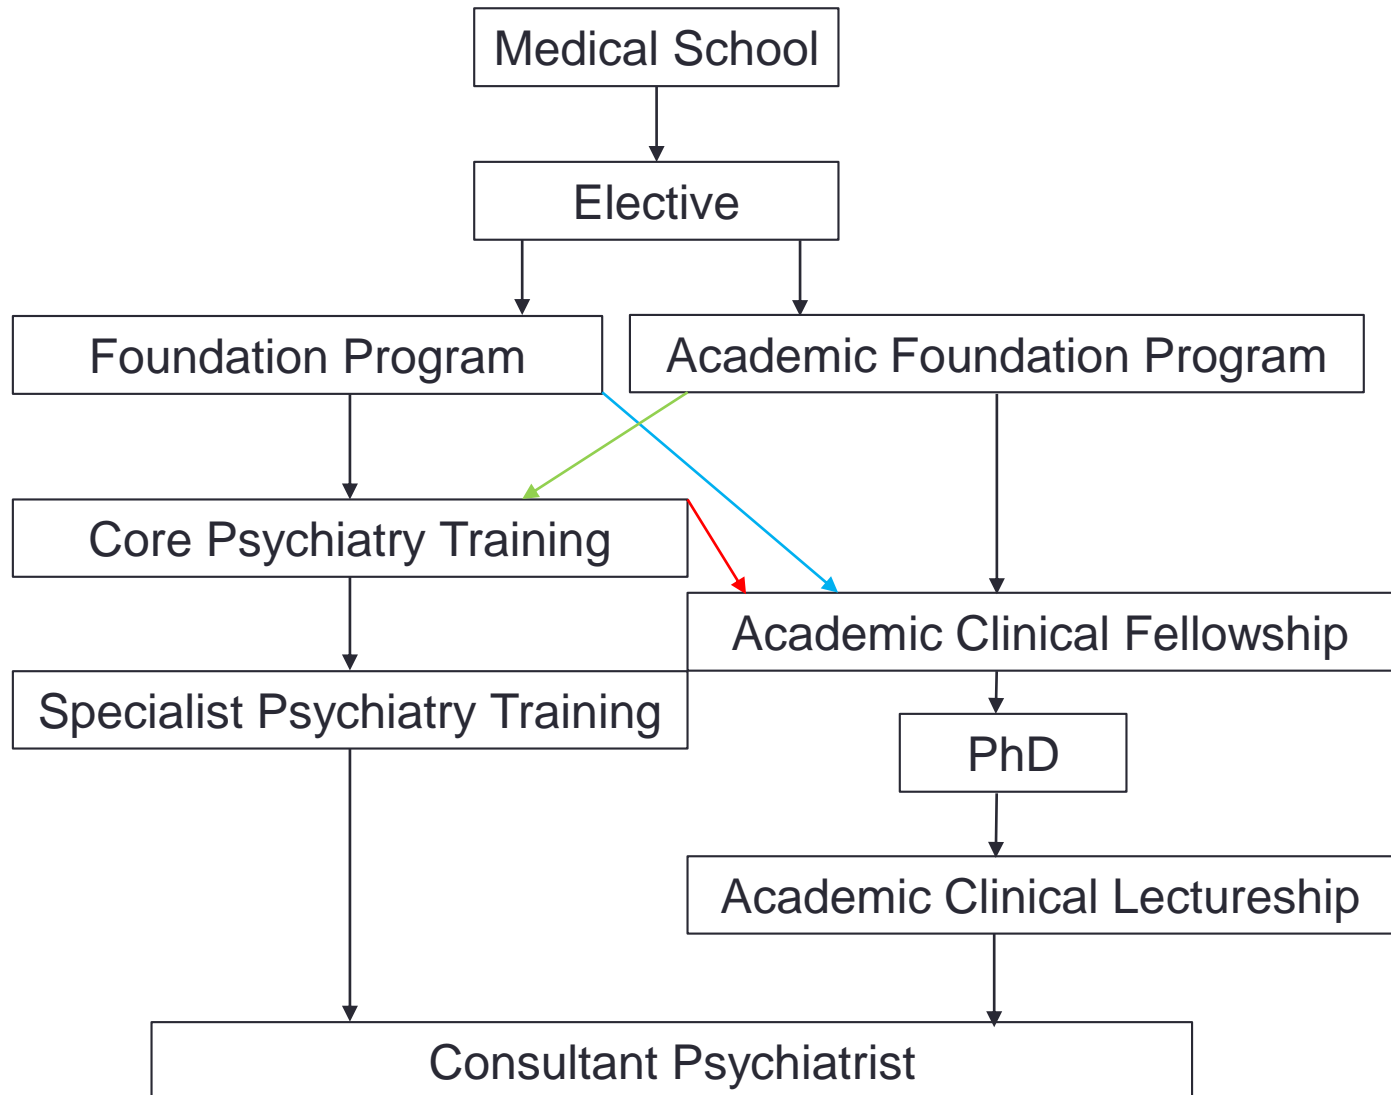 Medical School
Elective
Foundation Program
Academic Foundation Program
Core Psychiatry Training
Academic Clinical Fellowship
Specialist Psychiatry Training
PhD
Academic Clinical Lectureship
Consultant Psychiatrist